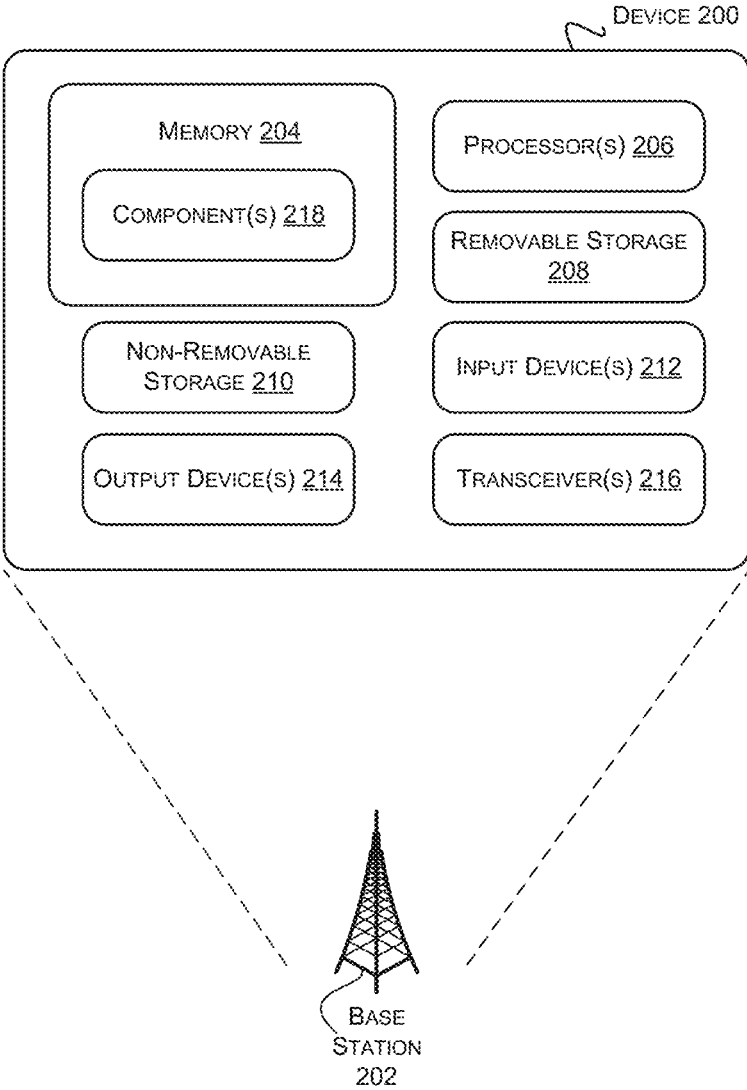 DEVICE 200
MEMORY 204
COMPONENT(S) 218
PROCESSOR(S) 206
REMOVABLE STORAGE
208
NON-REMOVABLE
STORAGE 210
INPUT DEVICE(S) 212
OUTPUT DEVICE(S) 214
TRANSCEIVER(S) 216
BASE
STATION
202